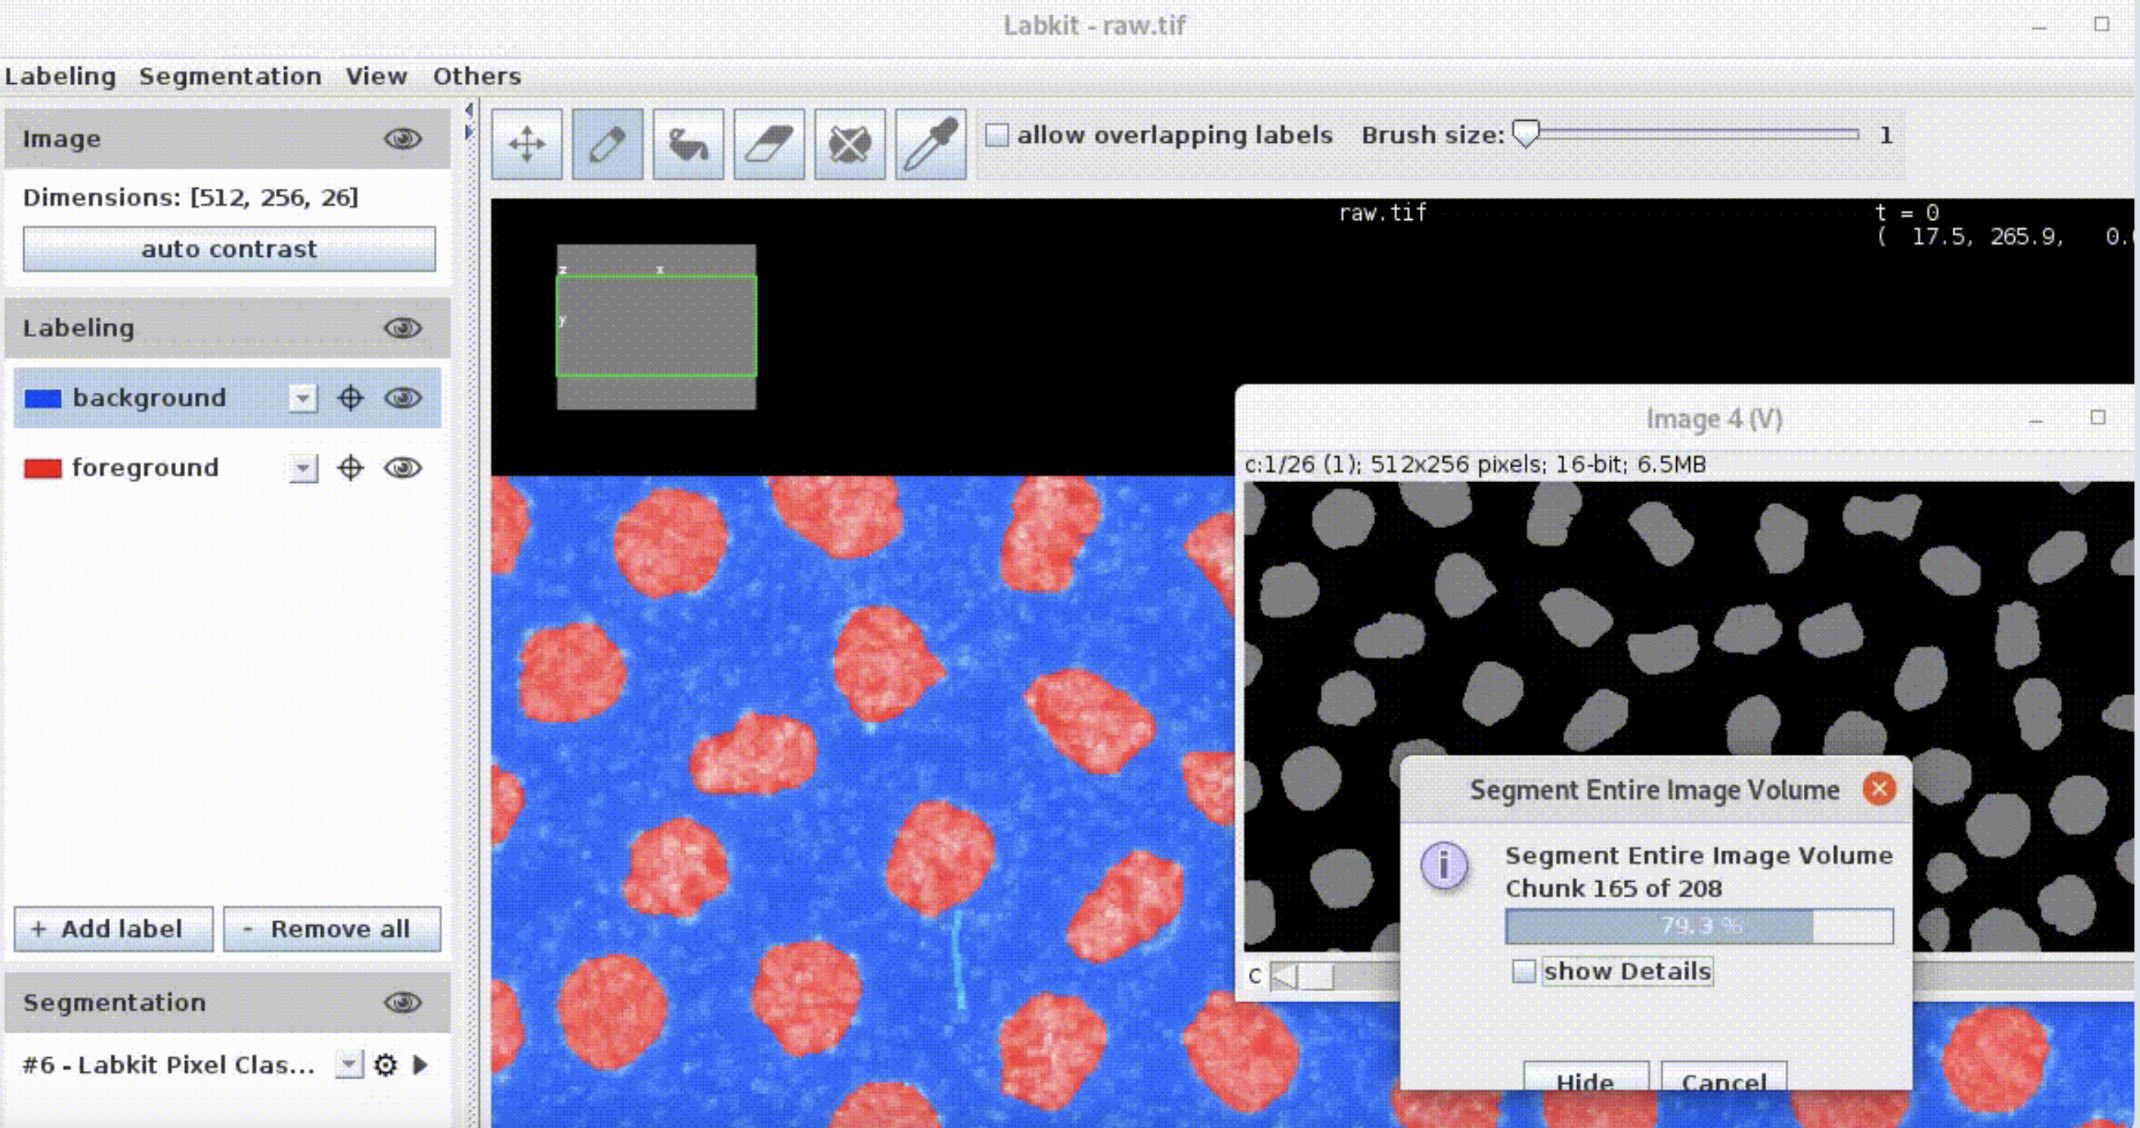 Labkit - raw.tif
Labeling Segmentation View Others
Image
Dimensions: [512, 256, 26]
auto contrast
Labeling
background
foreground
+ Add label
- Remove all
Segmentation
#6 - Labkit Pixel Clas...
allow overlapping labels Brush size: 1
raw.tif
t = 0
( 17.5, 265.9, 0.
z x
y
Image 4 (V)
c:1/26 (1); 512x256 pixels; 16-bit; 6.5MB
c
Segment Entire Image Volume
i
Segment Entire Image Volume
Chunk 165 of 208
79.3 %
show Details
Hide Cancel